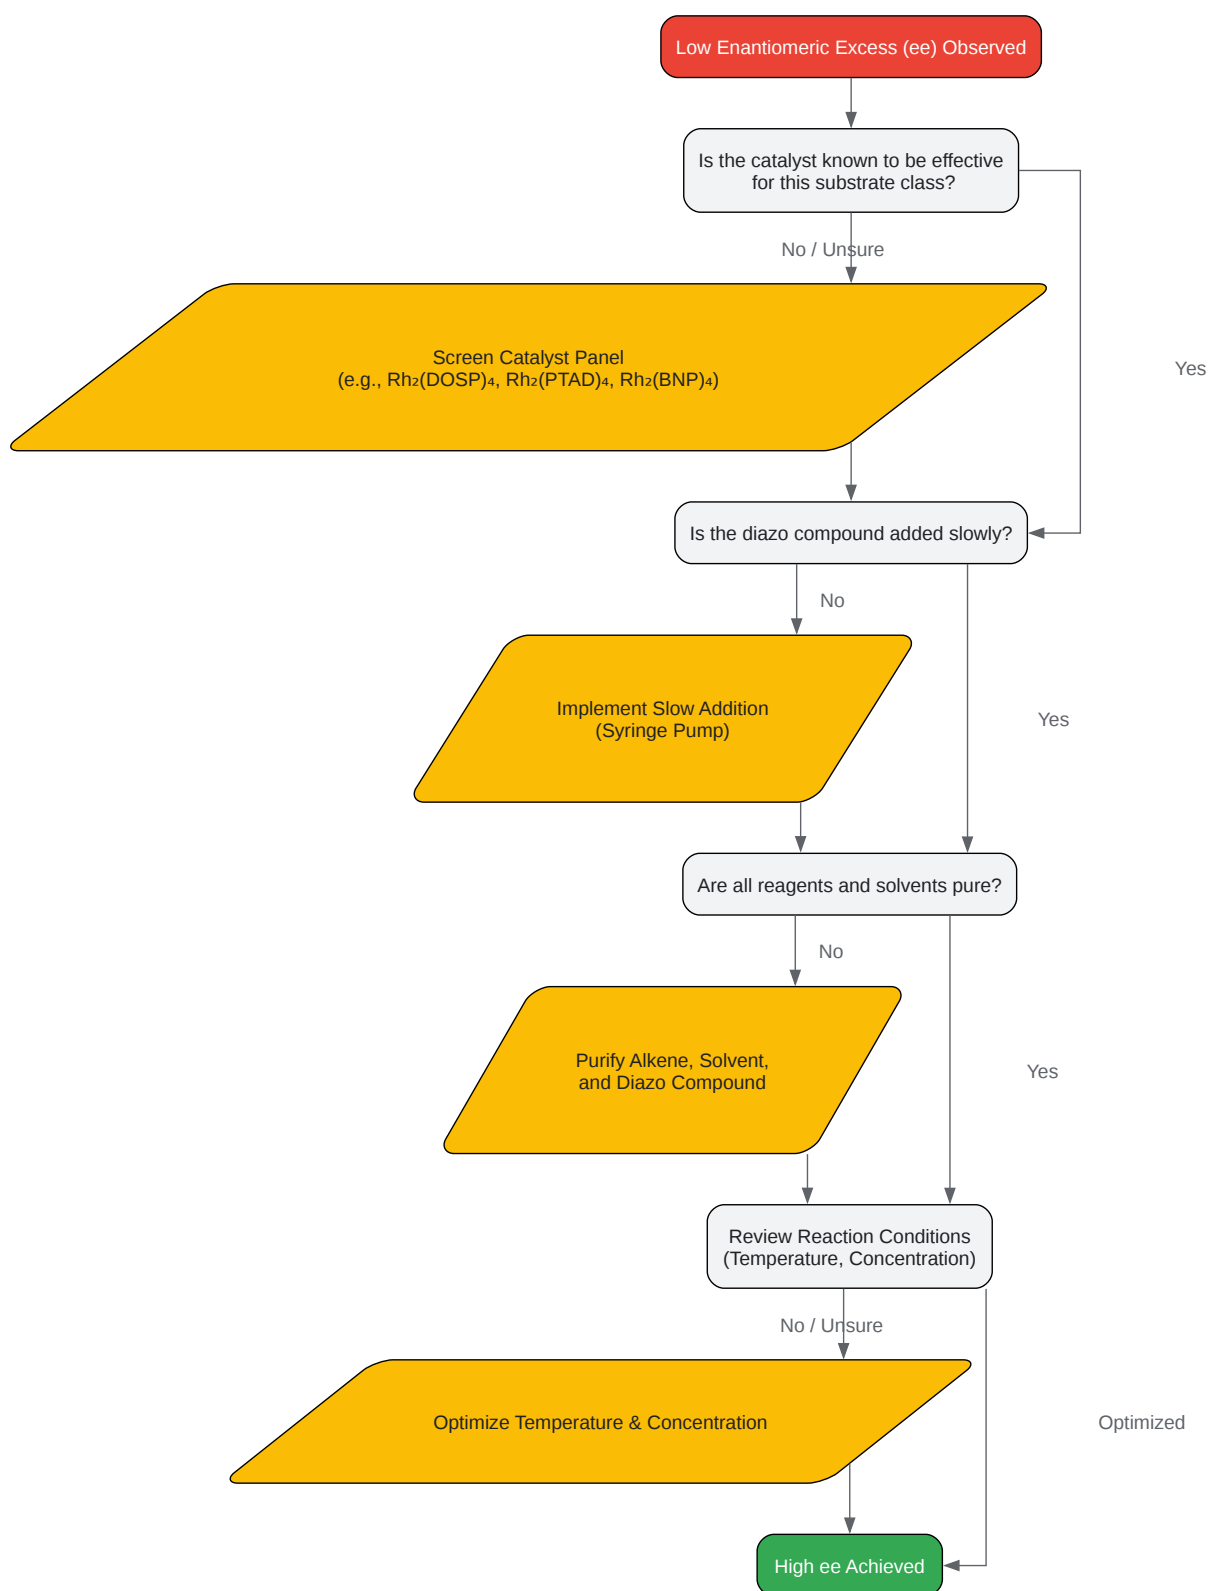 Low Enantiomeric Excess (ee) Observed
Is the catalyst known to be effective
for this substrate class?
No / Unsure
Screen Catalyst Panel
(e.g., Rh₂(DOSP)₄, Rh₂(PTAD)₄, Rh₂(BNP)₄)
Yes
Is the diazo compound added slowly?
No
Implement Slow Addition
(Syringe Pump)
Yes
Are all reagents and solvents pure?
No
Purify Alkene, Solvent,
and Diazo Compound
Yes
Review Reaction Conditions
(Temperature, Concentration)
No / Unsure
Optimize Temperature & Concentration
Optimized
High ee Achieved